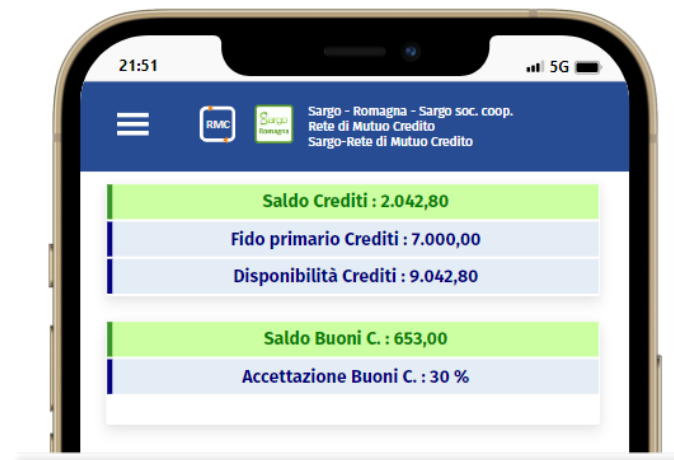 21:51
5G
RMC
Sargo
Romagna
Sargo - Romagna - Sargo soc. coop.
Rete di Mutuo Credito
Sargo-Rete di Mutuo Credito
Saldo Crediti : 2.042,80
Fido primario Crediti : 7.000,00
Disponibilità Crediti : 9.042,80
Saldo Buoni C. : 653,00
Accettazione Buoni C. : 30 %